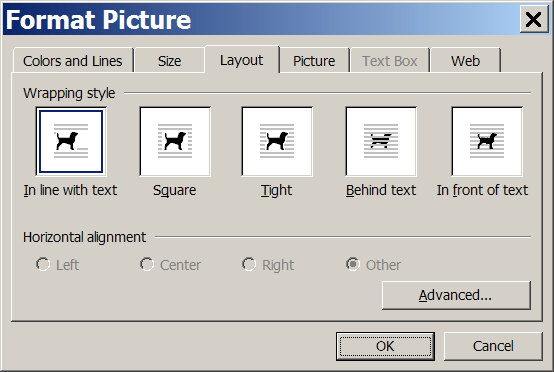 Format Picture
Colors and Lines Size Layout Picture Text Box Web
Wrapping style
In line with text Square Tight Behind text In front of text
Horizontal alignment
Left Center Right Other
Advanced...
OK Cancel